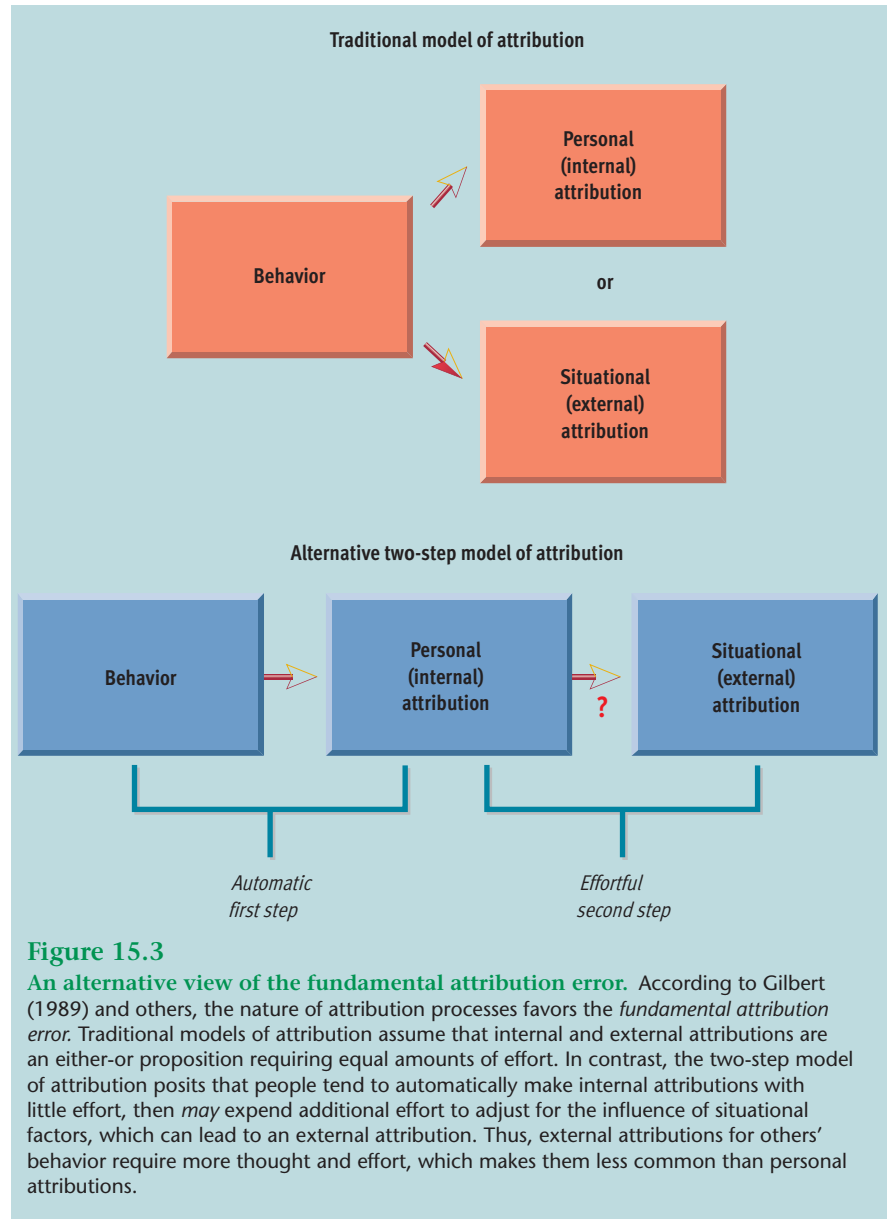 Traditional model of attribution
Personal
(internal)
attribution
Behavior
or
Situational
(external)
attribution
Alternative two-step model of attribution
Behavior
Personal
(internal)
attribution
?
Situational
(external)
attribution
Automatic
first step
Effortful
second step
Figure 15.3
An alternative view of the fundamental attribution error. According to Gilbert
(1989) and others, the nature of attribution processes favors the fundamental attribution
error. Traditional models of attribution assume that internal and external attributions are
an either-or proposition requiring equal amounts of effort. In contrast, the two-step model
of attribution posits that people tend to automatically make internal attributions with
little effort, then may expend additional effort to adjust for the influence of situational
factors, which can lead to an external attribution. Thus, external attributions for others’
behavior require more thought and effort, which makes them less common than personal
attributions.